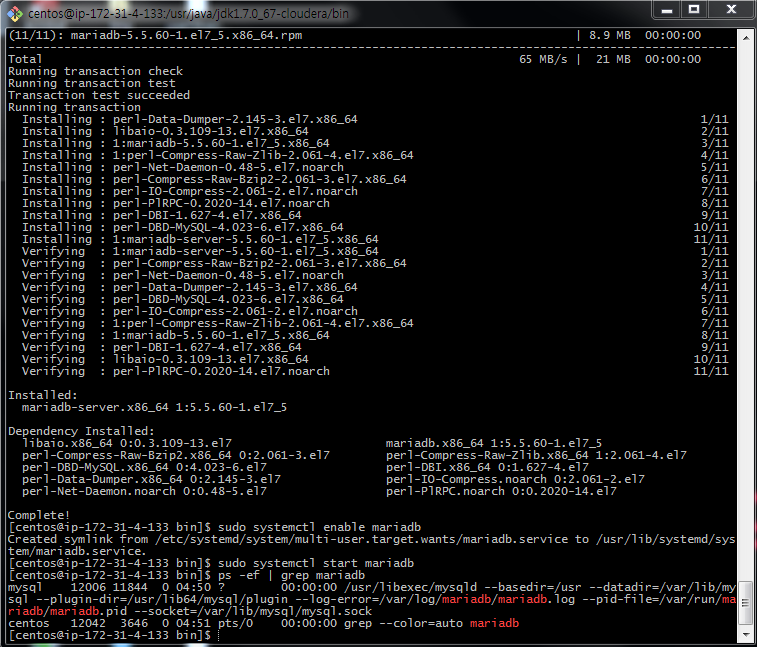 centos@ip-172-31-4-133:/usr/java/jdk1.7.0_67-cloudera/bin
(11/11): mariadb-5.5.60-1.el7_5.x86_64.rpm | 8.9 MB 00:00:00
--------------------------------------------------------------------------------
Total 65 MB/s | 21 MB 00:00:00
Running transaction check
Running transaction test
Transaction test succeeded
Running transaction
Installing : perl-Data-Dumper-2.145-3.el7.x86_64 1/11
Installing : libaio-0.3.109-13.el7.x86_64 2/11
Installing : 1:mariadb-5.5.60-1.el7_5.x86_64 3/11
Installing : 1:perl-Compress-Raw-Zlib-2.061-4.el7.x86_64 4/11
Installing : perl-Net-Daemon-0.48-5.el7.noarch 5/11
Installing : perl-Compress-Raw-Bzip2-2.061-3.el7.x86_64 6/11
Installing : perl-IO-Compress-2.061-2.el7.noarch 7/11
Installing : perl-PlRPC-0.2020-14.el7.noarch 8/11
Installing : perl-DBI-1.627-4.el7.x86_64 9/11
Installing : perl-DBD-MySQL-4.023-6.el7.x86_64 10/11
Installing : 1:mariadb-server-5.5.60-1.el7_5.x86_64 11/11
Verifying : 1:mariadb-server-5.5.60-1.el7_5.x86_64 1/11
Verifying : perl-Compress-Raw-Bzip2-2.061-3.el7.x86_64 2/11
Verifying : perl-Net-Daemon-0.48-5.el7.noarch 3/11
Verifying : perl-Data-Dumper-2.145-3.el7.x86_64 4/11
Verifying : perl-DBD-MySQL-4.023-6.el7.x86_64 5/11
Verifying : perl-IO-Compress-2.061-2.el7.noarch 6/11
Verifying : 1:perl-Compress-Raw-Zlib-2.061-4.el7.x86_64 7/11
Verifying : 1:mariadb-5.5.60-1.el7_5.x86_64 8/11
Verifying : perl-DBI-1.627-4.el7.x86_64 9/11
Verifying : libaio-0.3.109-13.el7.x86_64 10/11
Verifying : perl-PlRPC-0.2020-14.el7.noarch 11/11
Installed:
mariadb-server.x86_64 1:5.5.60-1.el7_5
Dependency Installed:
libaio.x86_64 0:0.3.109-13.el7 mariadb.x86_64 1:5.5.60-1.el7_5
perl-Compress-Raw-Bzip2.x86_64 0:2.061-3.el7 perl-Compress-Raw-Zlib.x86_64 1:2.061-4.el7
perl-DBD-MySQL.x86_64 0:4.023-6.el7 perl-DBI.x86_64 0:1.627-4.el7
perl-Data-Dumper.x86_64 0:2.145-3.el7 perl-IO-Compress.noarch 0:2.061-2.el7
perl-Net-Daemon.noarch 0:0.48-5.el7 perl-PlRPC.noarch 0:0.2020-14.el7
Complete!
[centos@ip-172-31-4-133 bin]$ sudo systemctl enable mariadb
Created symlink from /etc/systemd/system/multi-user.target.wants/mariadb.service to /usr/lib/systemd/sys
tem/mariadb.service.
[centos@ip-172-31-4-133 bin]$ sudo systemctl start mariadb
[centos@ip-172-31-4-133 bin]$ ps -ef | grep mariadb
mysql 12006 11844 0 04:50 ? 00:00:00 /usr/libexec/mysqld --basedir=/usr --datadir=/var/lib/my
sql --plugin-dir=/usr/lib64/mysql/plugin --log-error=/var/log/mariadb/mariadb.log --pid-file=/var/run/ma
riadb/mariadb.pid --socket=/var/lib/mysql/mysql.sock
centos 12042 3646 0 04:51 pts/0 00:00:00 grep --color=auto mariadb
[centos@ip-172-31-4-133 bin]$